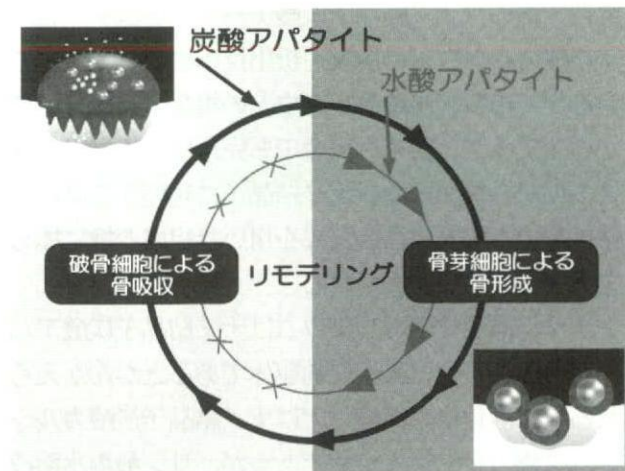 炭酸アパタイト
水酸アパタイト
破骨細胞による
骨吸収
リモデリング
骨芽細胞による
骨形成